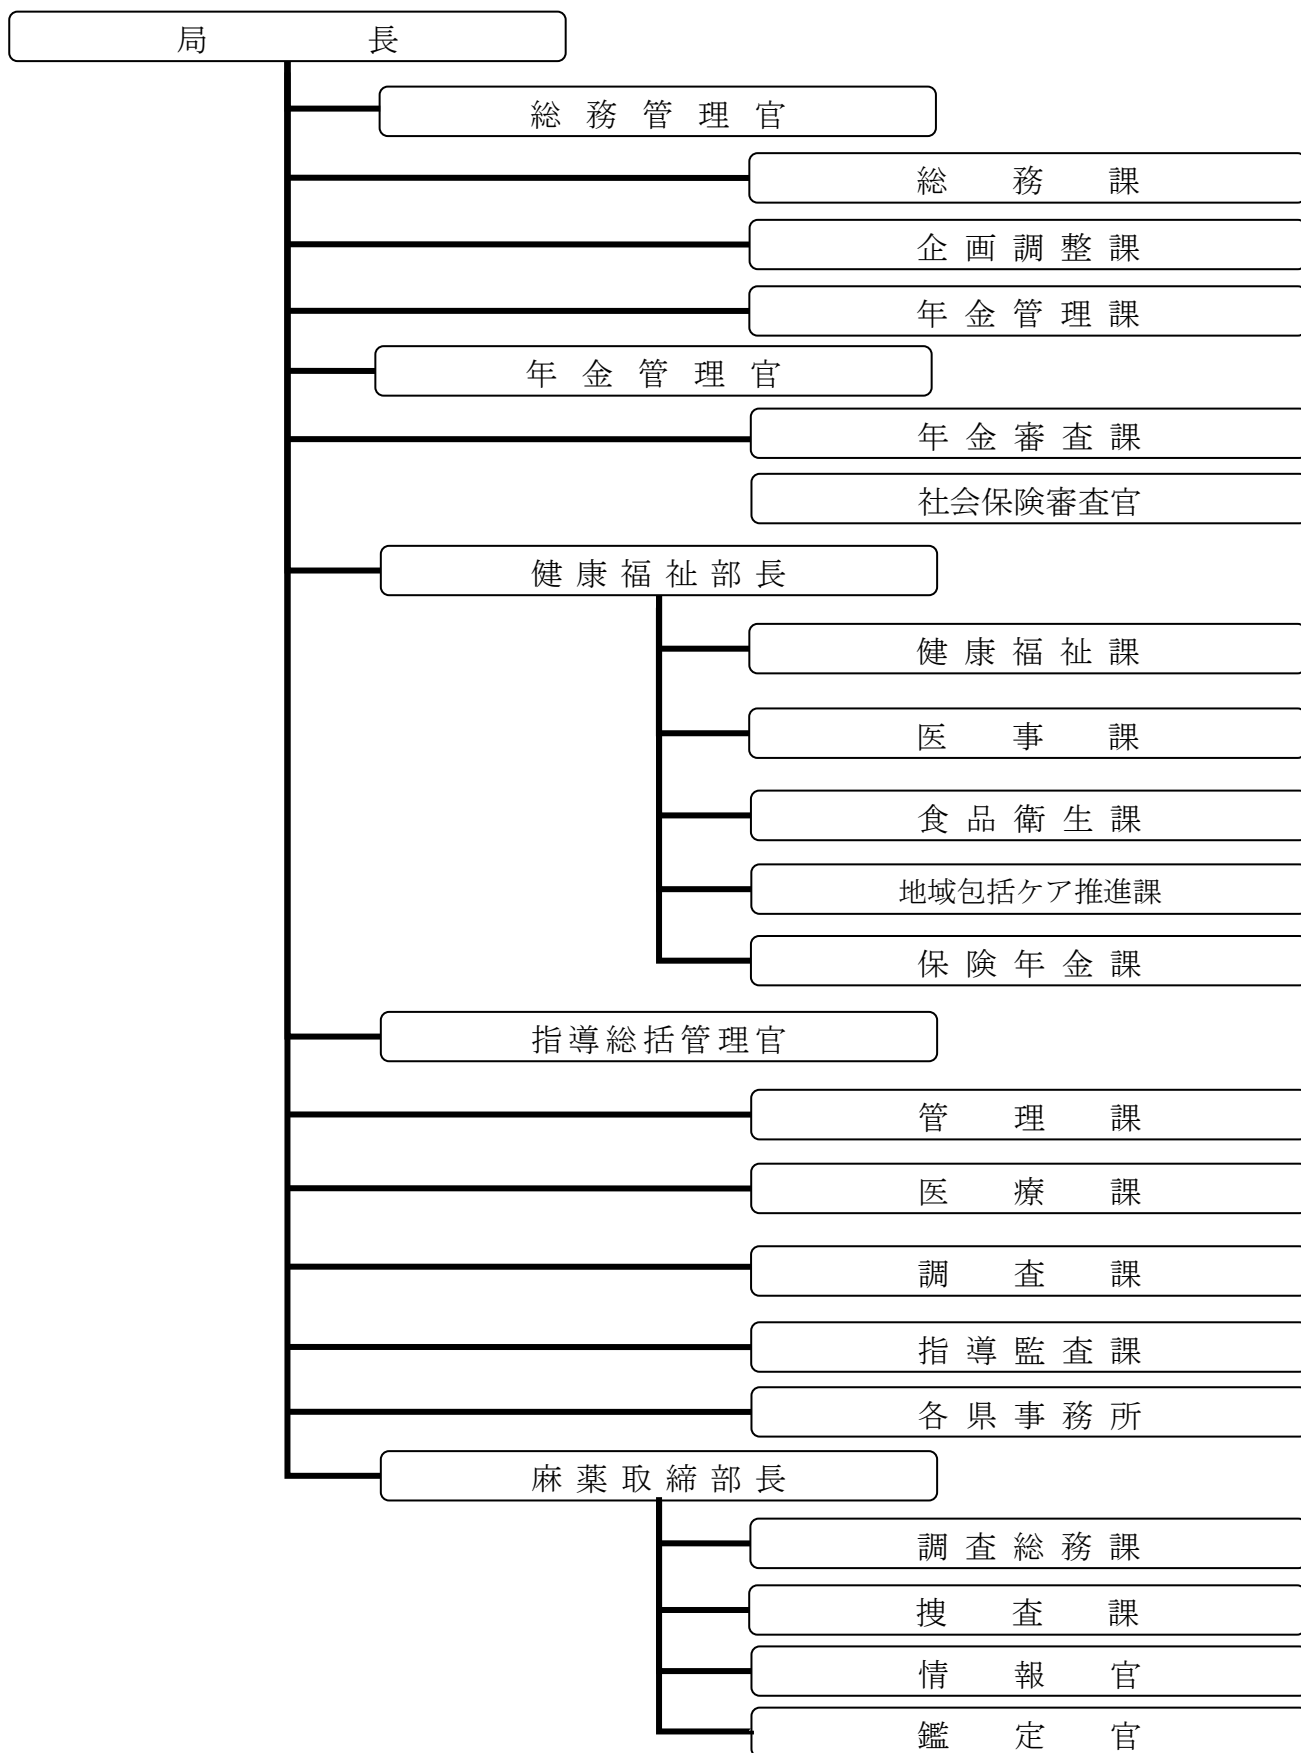 局長
総務管理官
総務課
企画調整課
年金管理課
年金管理官
年金審査課
社会保険審査官
健康福祉部長
健康福祉課
医事課
食品衛生課
地域包括ケア推進課
保険年金課
指導総括管理官
管理課
医療課
調査課
指導監査課
各県事務所
麻薬取締部長
調査総務課
捜査課
情報官
鑑定官